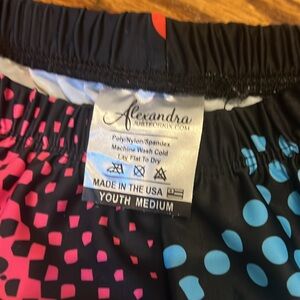 Alexandra
Poly/Nylon/Spandex
Machine Wash Cold
Lay Flat To Dry
MADE IN THE USA
YOUTH MEDIUM